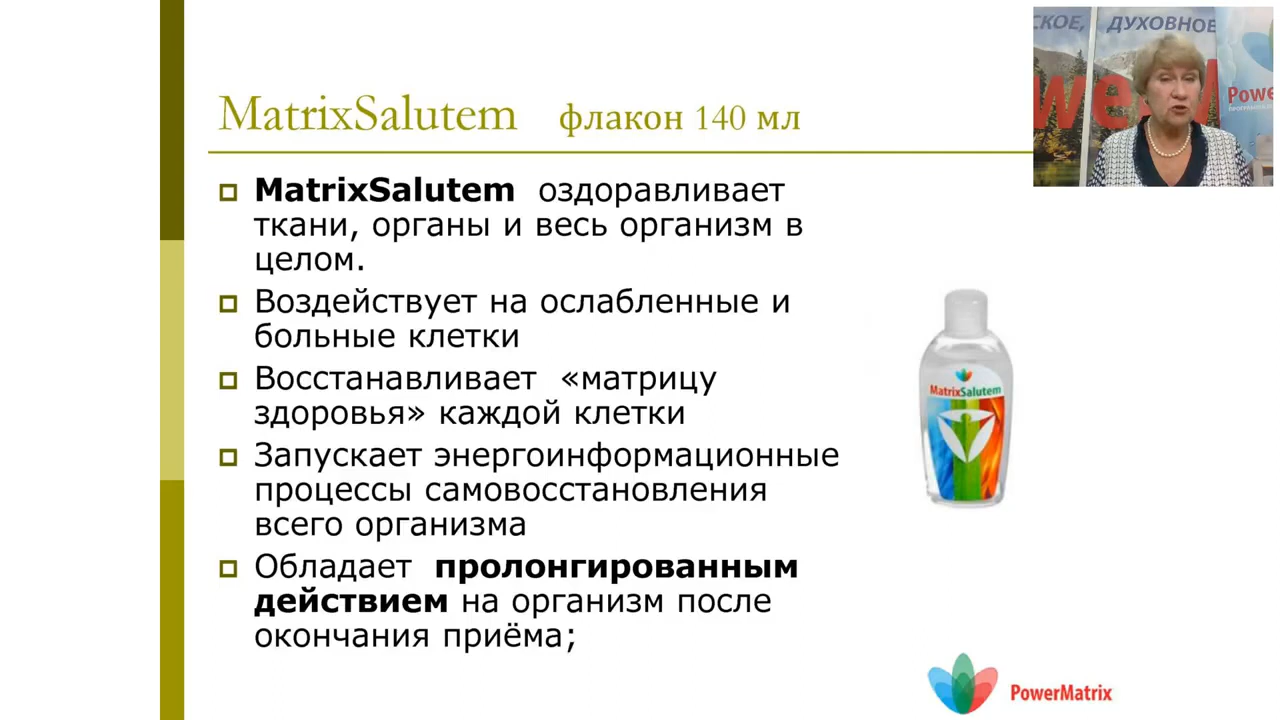 СКОЕ, ДУХОВНОЕ
Power
MatrixSalutem флакон 140 мл
MatrixSalutem оздоравливает
ткани, органы и весь организм в
целом.
Воздействует на ослабленные и
больные клетки
Восстанавливает «матрицу
здоровья» каждой клетки
Запускает энергоинформационные
процессы самовосстановления
всего организма
Обладает пролонгированным
действием на организм после
окончания приёма;
MatrixSalutem
PowerMatrix